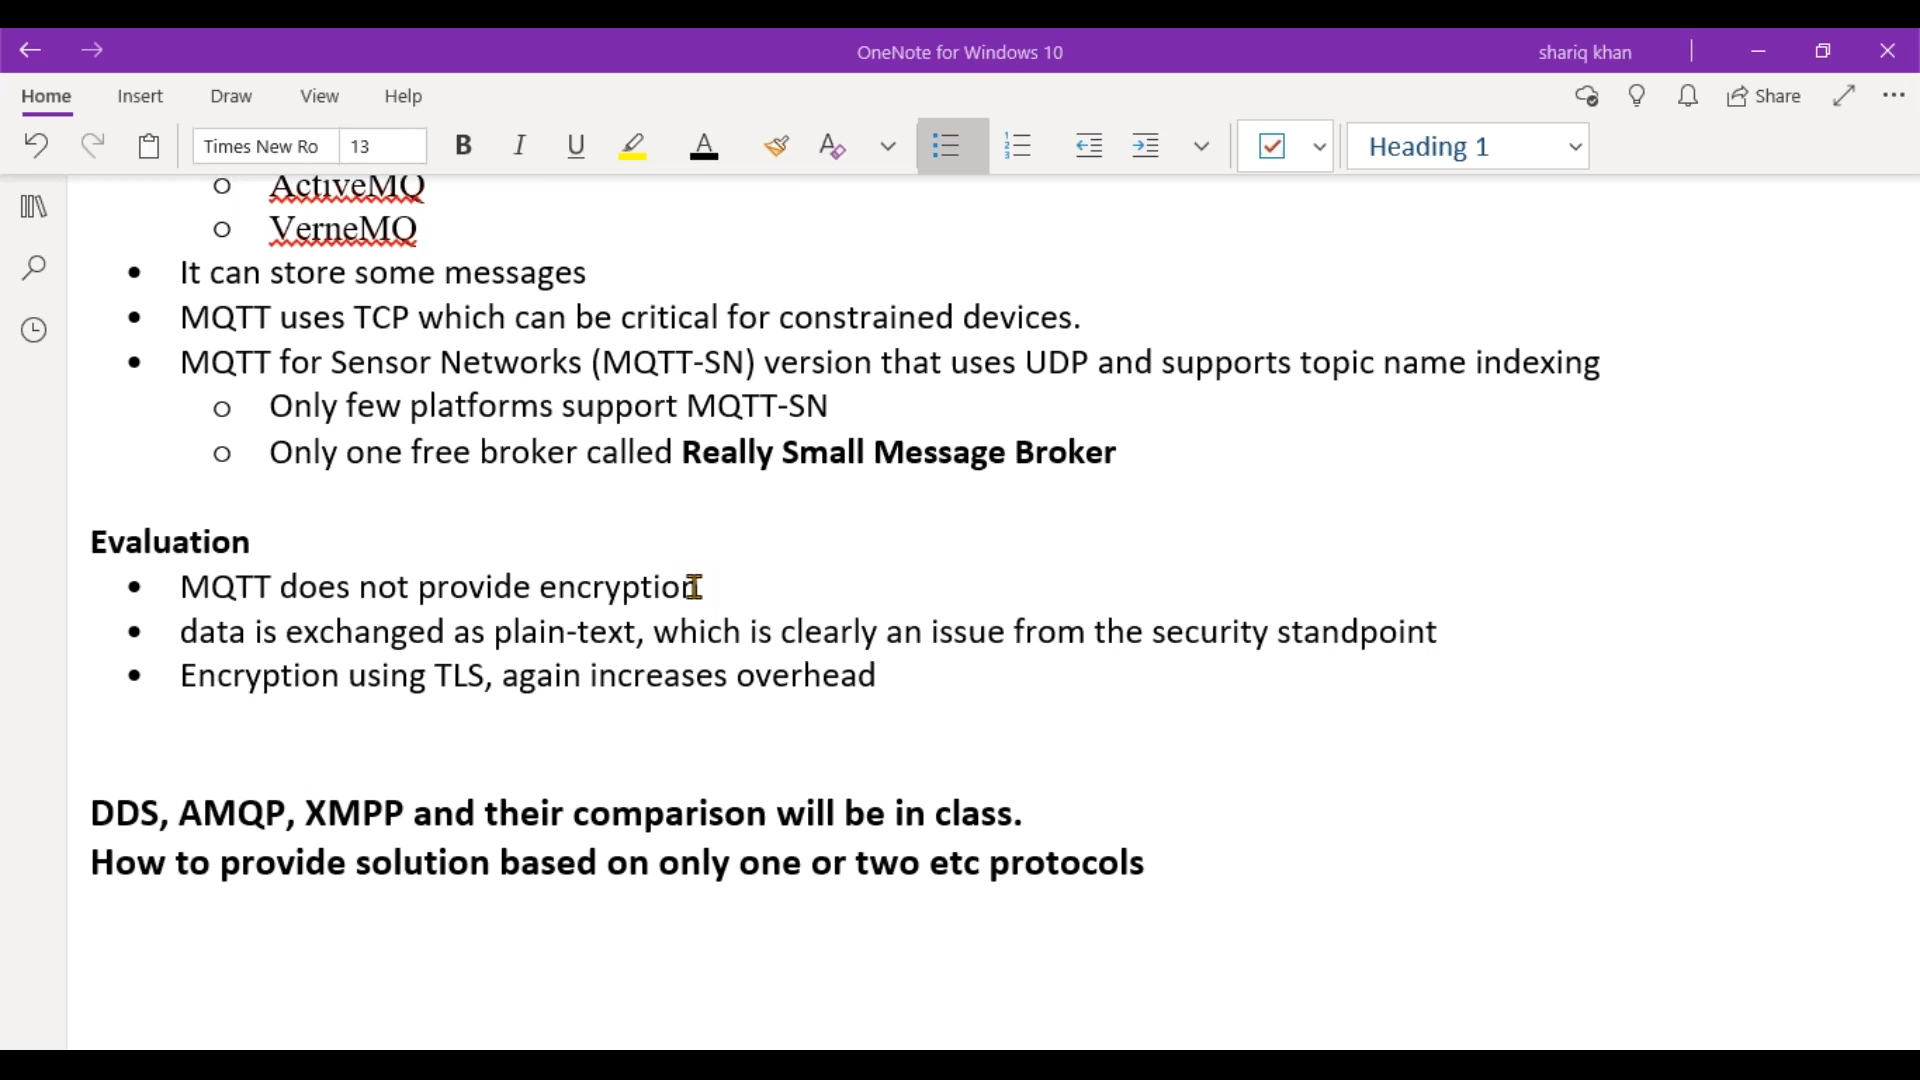 OneNote for Windows 10
shariq khan
Home Insert Draw View Help
Share
Times New Ro 13
B I U A A
Heading 1
o ActiveMQ
o VerneMQ
• It can store some messages
• MQTT uses TCP which can be critical for constrained devices.
• MQTT for Sensor Networks (MQTT-SN) version that uses UDP and supports topic name indexing
o Only few platforms support MQTT-SN
o Only one free broker called Really Small Message Broker
Evaluation
• MQTT does not provide encryption
• data is exchanged as plain-text, which is clearly an issue from the security standpoint
• Encryption using TLS, again increases overhead
DDS, AMQP, XMPP and their comparison will be in class.
How to provide solution based on only one or two etc protocols